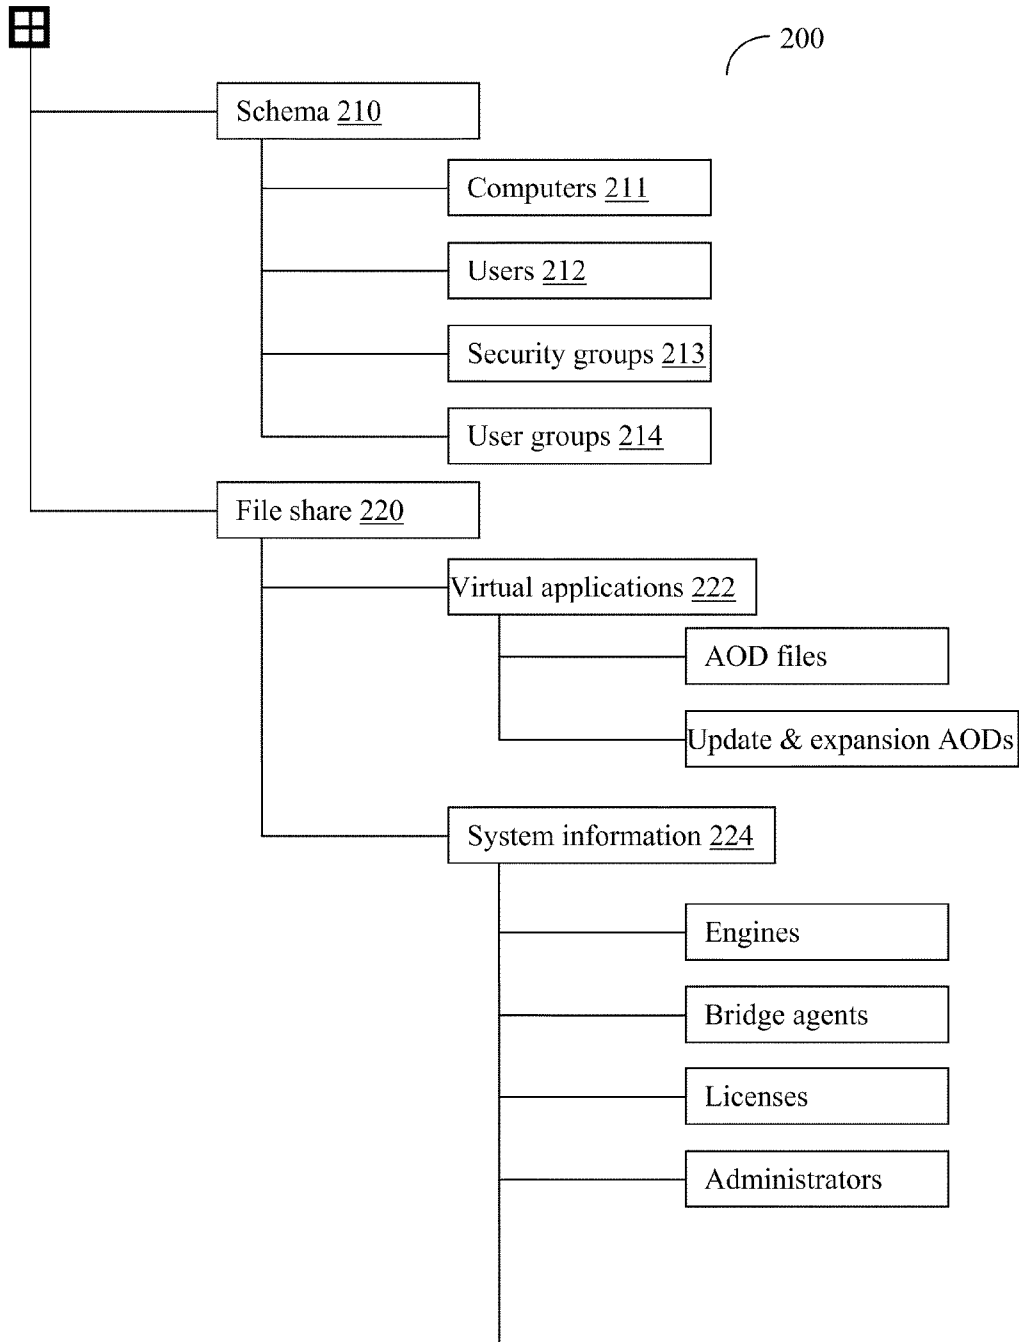 200
Schema 210
Computers 211
Users 212
Security groups 213
User groups 214
File share 220
Virtual applications 222
AOD files
Update & expansion AODs
System information 224
Engines
Bridge agents
Licenses
Administrators